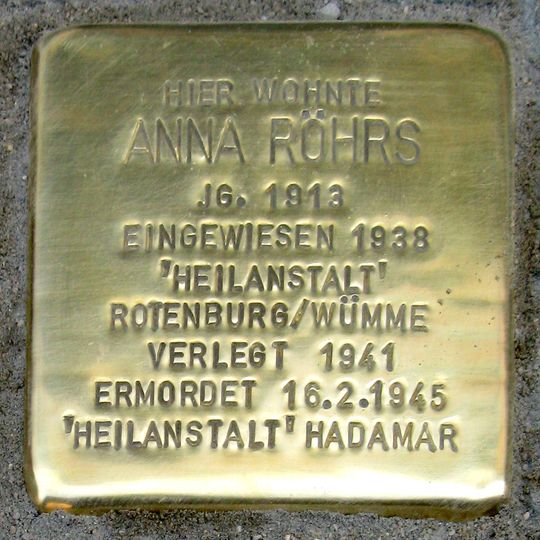 HIER WOHNTE
ANNA RÖHRS
JG. 1913
EINGEWIESEN 1938
'HEILANSTALT'
ROTENBURG/WÜMME
VERLEGT 1941
ERMORDET 16.2.1945
'HEILANSTALT' HADAMAR